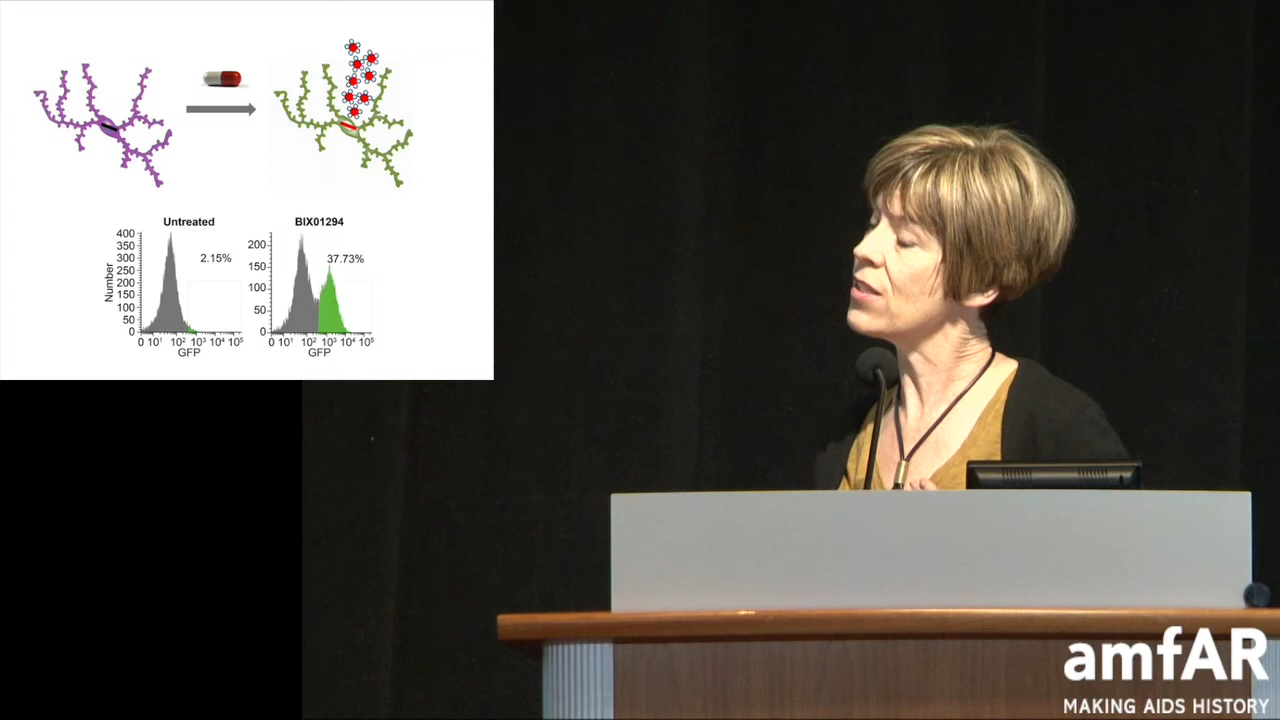 Untreated
BIX01294
400
350
300
250
200
150
100
50
0
Number
2.15%
0 10¹ 10² 10³ 10⁴ 10⁵
GFP
200
150
100
50
0
37.73%
0 10¹ 10² 10³ 10⁴ 10⁵
GFP
amfAR
MAKING AIDS HISTORY